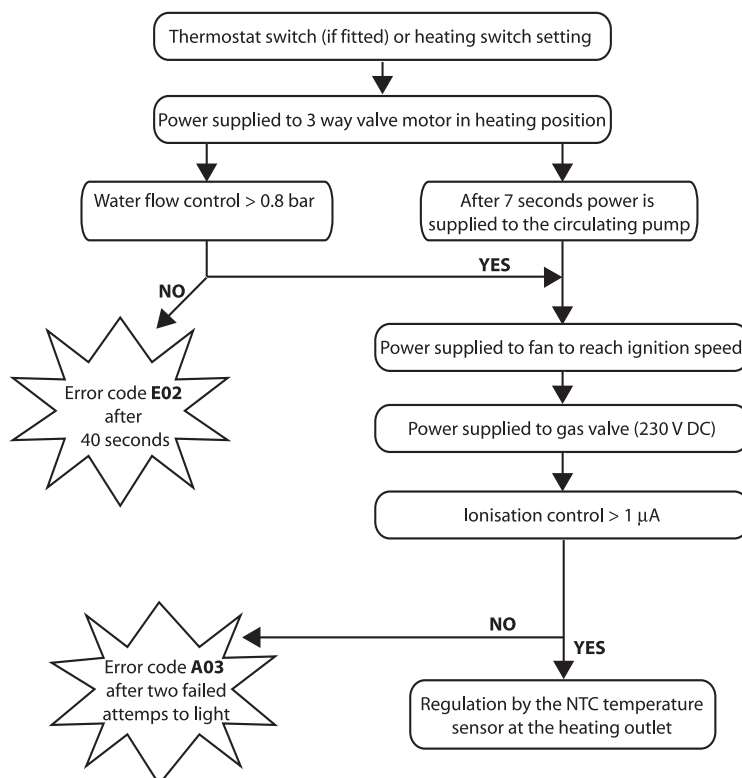 Thermostat switch (if fitted) or heating switch setting
Power supplied to 3 way valve motor in heating position
Water flow control > 0.8 bar
After 7 seconds power is
supplied to the circulating pump
YES
NO
Error code E02
after
40 seconds
Power supplied to fan to reach ignition speed
Power supplied to gas valve (230 V DC)
Ionisation control > 1 μA
NO
YES
Error code A03
after two failed
attemps to light
Regulation by the NTC temperature
sensor at the heating outlet